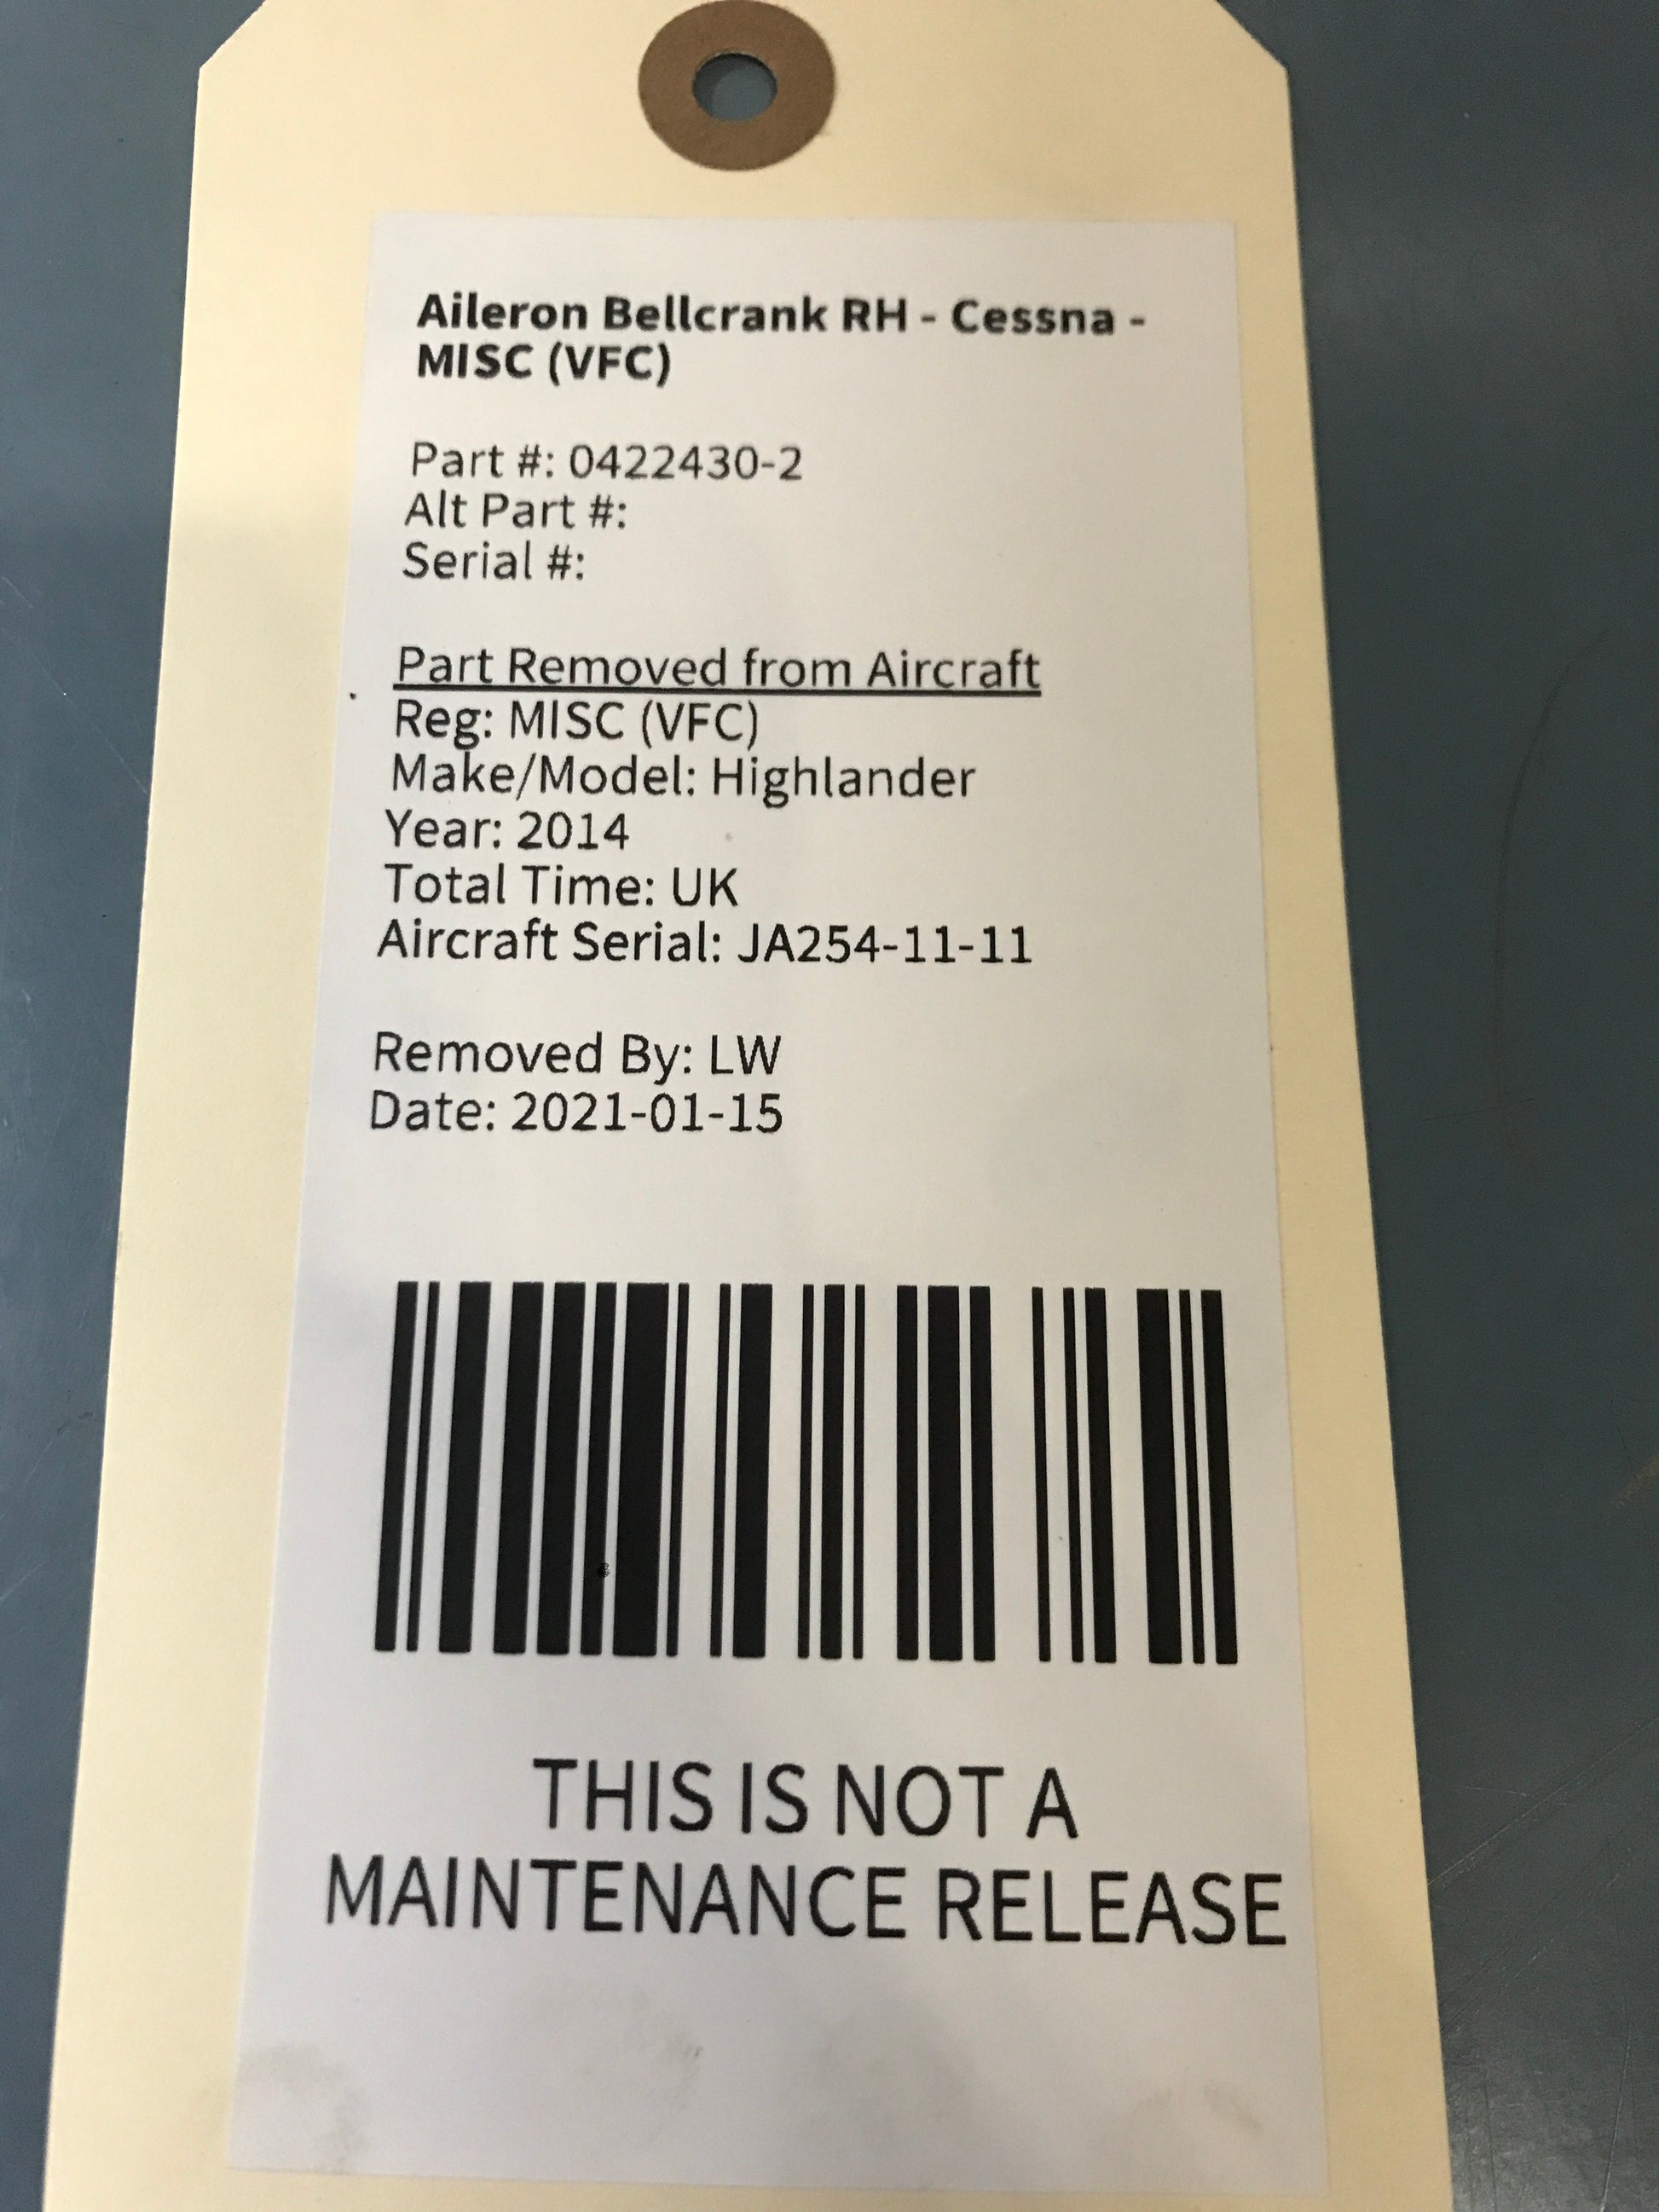 Aileron Bellcrank RH - Cessna -
MISC (VFC)
Part #: 0422430-2
Alt Part #:
Serial #:
Part Removed from Aircraft
Reg: MISC (VFC)
Make/Model: Highlander
Year: 2014
Total Time: UK
Aircraft Serial: JA254-11-11
Removed By: LW
Date: 2021-01-15
THIS IS NOT A
MAINTENANCE RELEASE